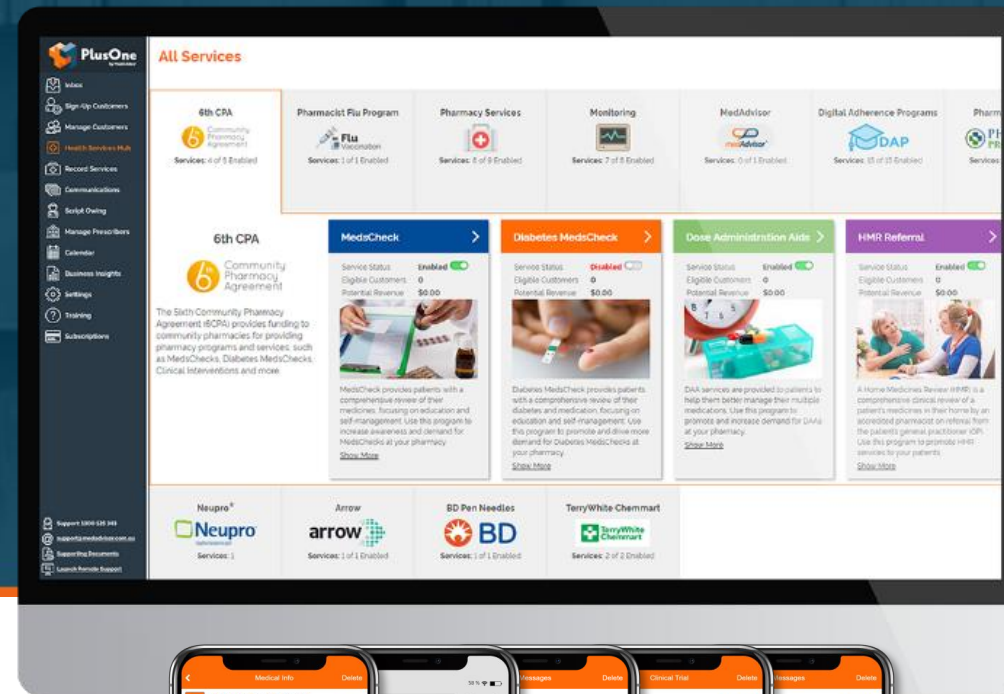 PlusOne
All Services
Inbox
Sign-Up Customers
Manage Customers
Health Services Hub
Record Services
Communications
Script Owing
Manage Prescribers
Calendar
Business Insights
Settings
Training
Subscriptions
Support 1300 125 343
support@medadvisor.com.au
Supporting Documents
Launch Remote Support
6th CPA
6
Community
Pharmacy
Agreement
Services: 4 of 5 Enabled
Pharmacist Flu Program
Flu
Vaccination
Services: 1 of 1 Enabled
Pharmacy Services
Services: 8 of 9 Enabled
Monitoring
Services: 7 of 8 Enabled
MedAdvisor
medAdvisor
Services: 0 of 1 Enabled
Digital Adherence Programs
DAP
Services: 15 of 15 Enabled
Pharm
PH
PR
Services:
6th CPA
6
Community
Pharmacy
Agreement
The Sixth Community Pharmacy
Agreement (6CPA) provides funding to
community pharmacies for providing
pharmacy programs and services, such
as MedsChecks, Diabetes MedsChecks,
Clinical Interventions and more.
MedsCheck
Service Status Enabled
Eligible Customers 0
Potential Revenue $0.00
MedsCheck provides patients with a
comprehensive review of their
medicines, focusing on education and
self-management. Use this program to
increase awareness and demand for
MedsChecks at your pharmacy.
Show More
Diabetes MedsCheck
Service Status Disabled
Eligible Customers 0
Potential Revenue $0.00
Diabetes MedsCheck provides patients
with a comprehensive review of their
diabetes and medication, focusing on
education and self-management. Use
this program to promote and drive more
demand for Diabetes MedsChecks at
your pharmacy.
Show More
Dose Administration Aids
Service Status Enabled
Eligible Customers 0
Potential Revenue $0.00
DAA services are provided to patients to
help them better manage their multiple
medications. Use this program to
promote and increase demand for DAAs
at your pharmacy.
Show More
HMR Referral
Service Status Enabled
Eligible Customers 0
Potential Revenue $0.00
A Home Medicines Review (HMR) is a
comprehensive clinical review of a
patient's medicines in their home by an
accredited pharmacist on referral from
the patient's general practitioner (GP).
Use this program to promote HMR
services to your patients.
Show More
Neupro®
Neupro
Services: 1
Arrow
arrow
Services: 1 of 1 Enabled
BD Pen Needles
BD
Services: 1 of 1 Enabled
TerryWhite Chemmart
TerryWhite
Chemmart
Services: 2 of 2 Enabled
Medical Info
Delete
58 %
Messages
Delete
Clinical Trial
Delete
Messages
Delete